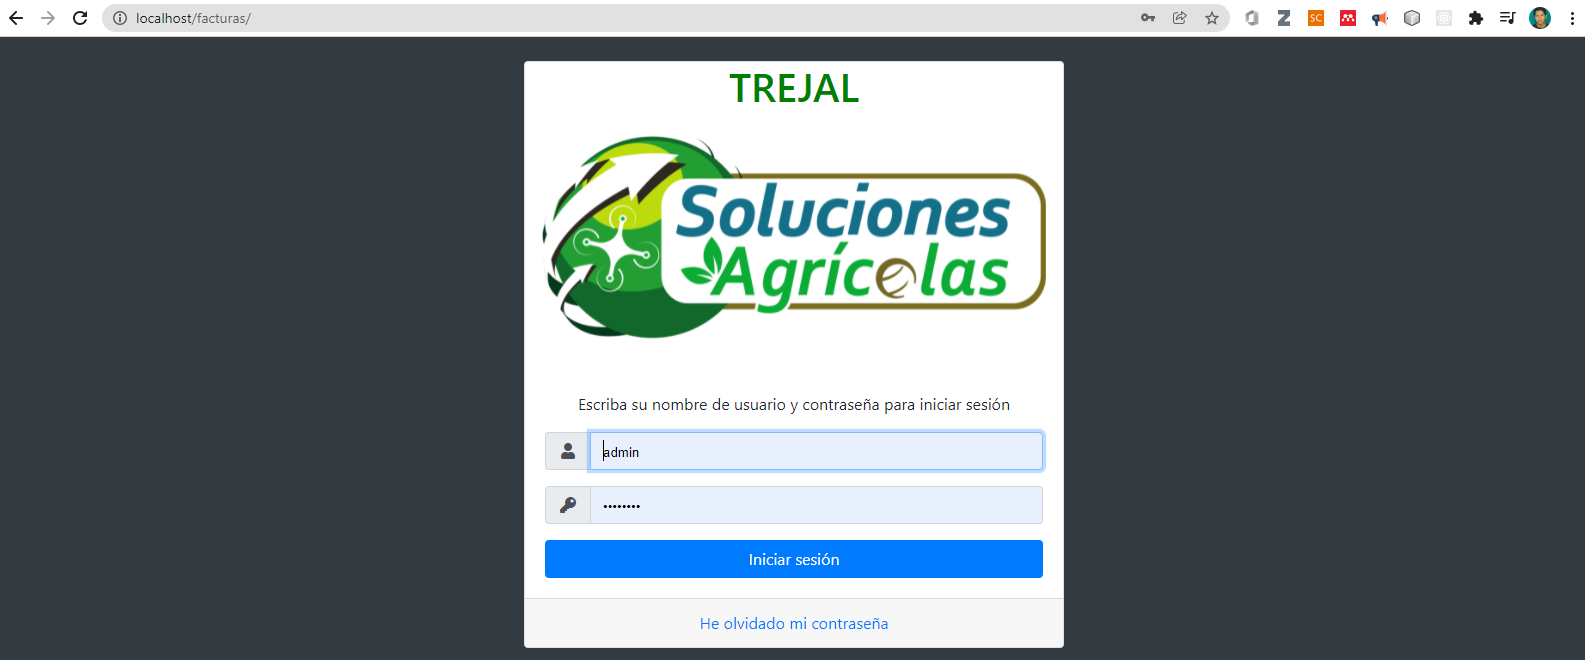 localhost/facturas/
SC
TREJAL
Soluciones
Agrícolas
Escriba su nombre de usuario y contraseña para iniciar sesión
admin
••••••••
Iniciar sesión
He olvidado mi contraseña